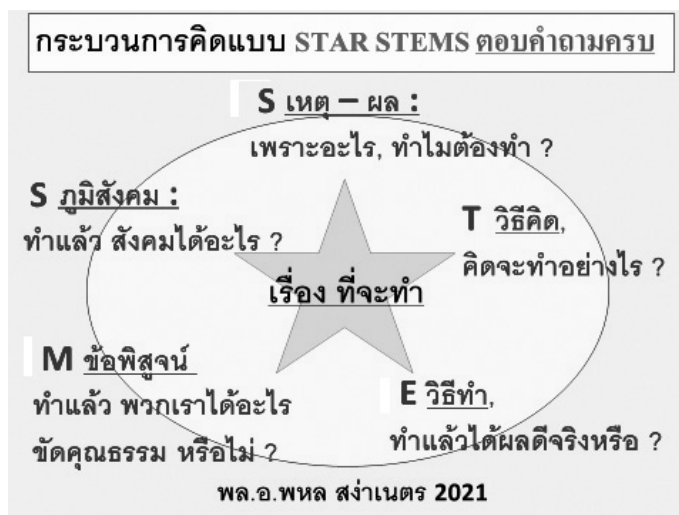 กระบวนการคิดแบบ STAR STEMS ตอบคำถามครบ
S เหตุ – ผล :
เพราะอะไร, ทำไมต้องทำ ?
S ภูมิสังคม :
ทำแล้ว สังคมได้อะไร ?
T วิธีคิด,
คิดจะทำอย่างไร ?
เรื่อง ที่จะทำ
M ข้อพิสูจน์
ทำแล้ว พวกเราได้อะไร
ขัดคุณธรรม หรือไม่ ?
E วิธีทำ,
ทำแล้วได้ผลดีจริงหรือ ?
พล.อ.พหล สง่าเนตร 2021